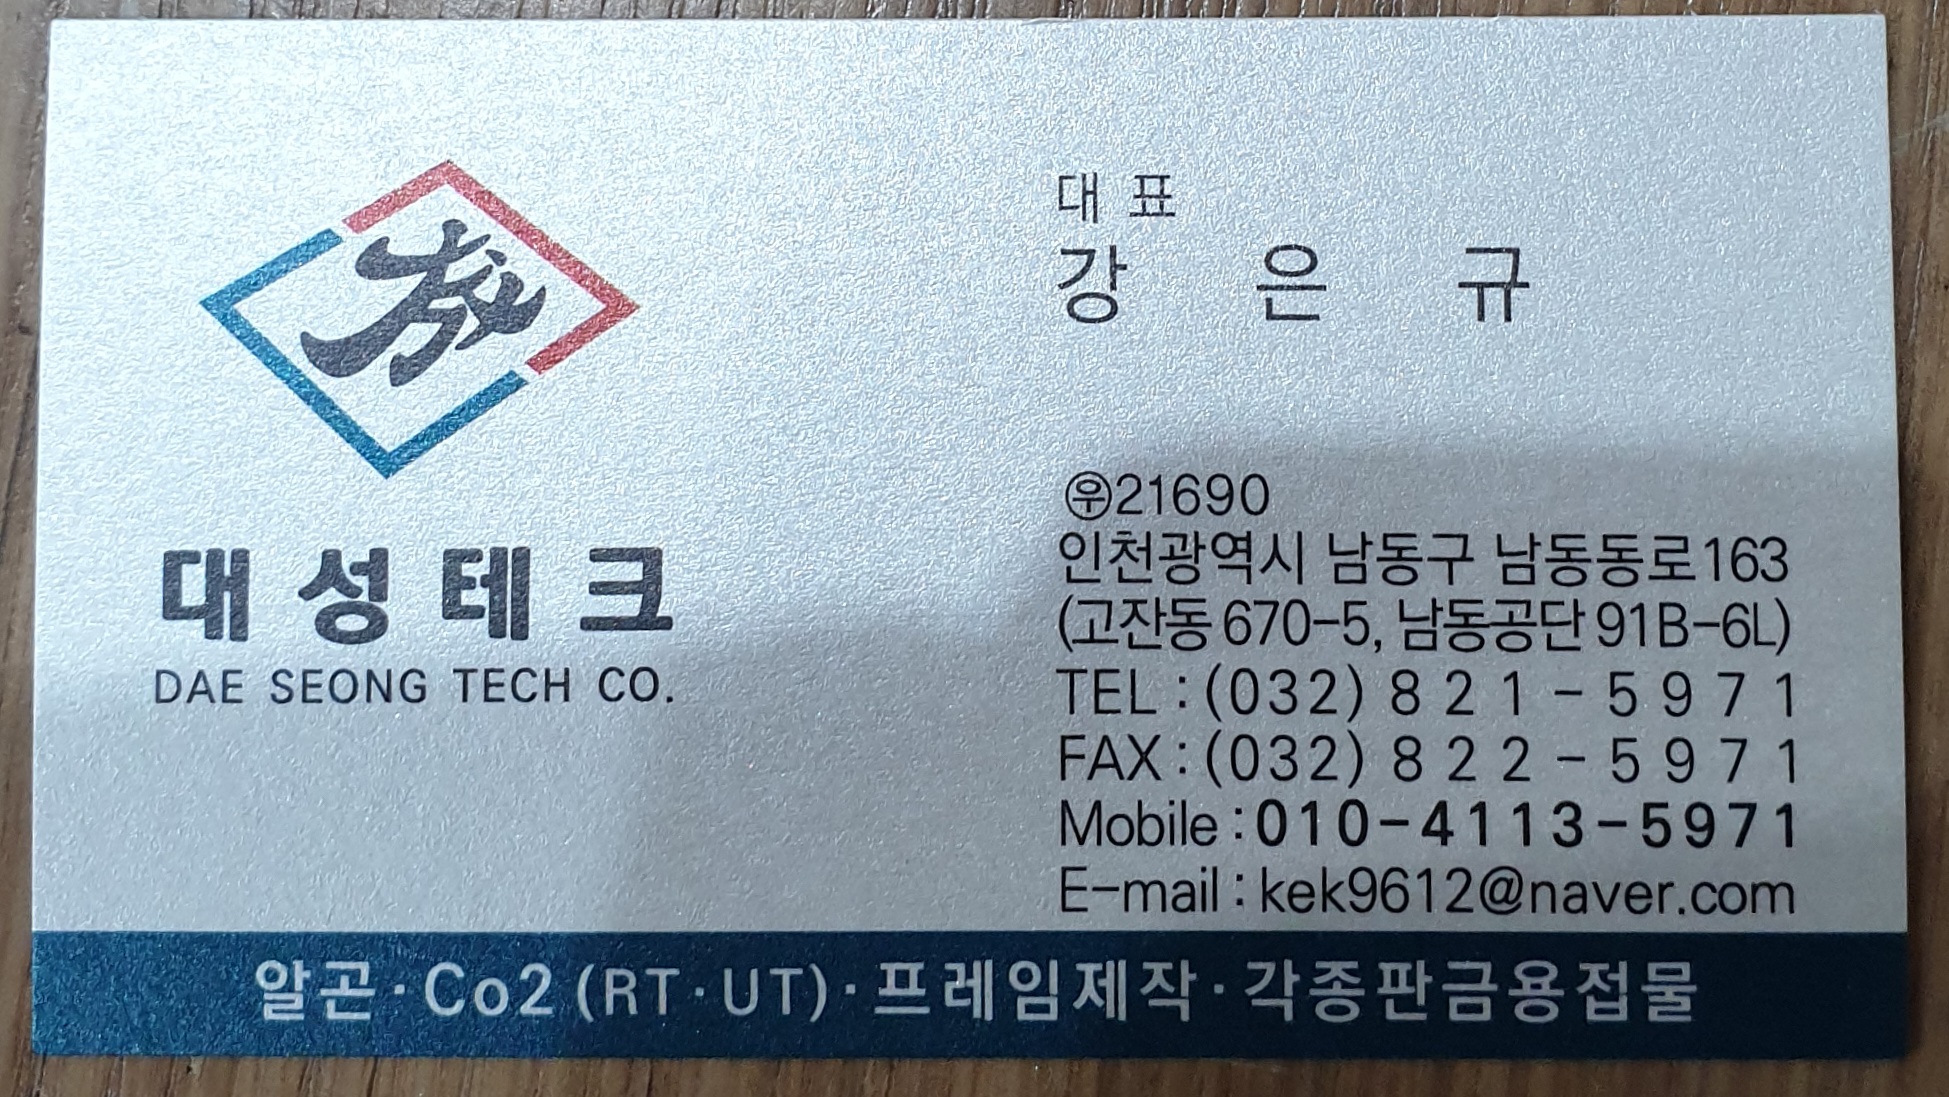 대성테크
DAE SEONG TECH CO.
대표
강은규
㉾21690
인천광역시 남동구 남동동로163
(고잔동 670-5, 남동공단 91B-6L)
TEL : (032) 821-5971
FAX : (032) 822-5971
Mobile : 010-4113-5971
E-mail : kek9612@naver.com
알곤·Co2 (RT·UT)·프레임제작·각종판금용접물